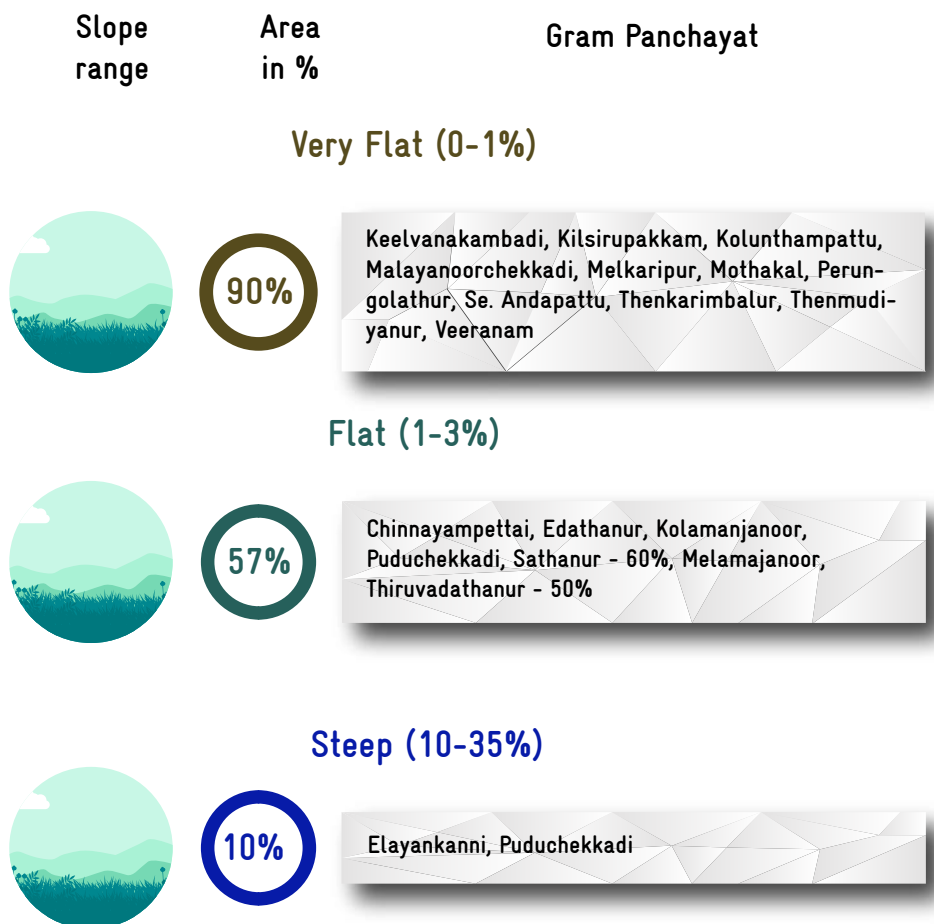 Slope
range
Area
in %
Gram Panchayat
Very Flat (0-1%)
90%
Keelvanakambadi, Kilsirupakkam, Kolunthampattu,
Malayanoorchekkadi, Melkaripur, Mothakal, Perun-
golathur, Se. Andapattu, Thenkarimbalur, Thenmudi-
yanur, Veeranam
Flat (1-3%)
57%
Chinnayampettai, Edathanur, Kolamanjanoor,
Puduchekkadi, Sathanur - 60%, Melamajanoor,
Thiruvadathanur - 50%
Steep (10-35%)
10%
Elayankanni, Puduchekkadi